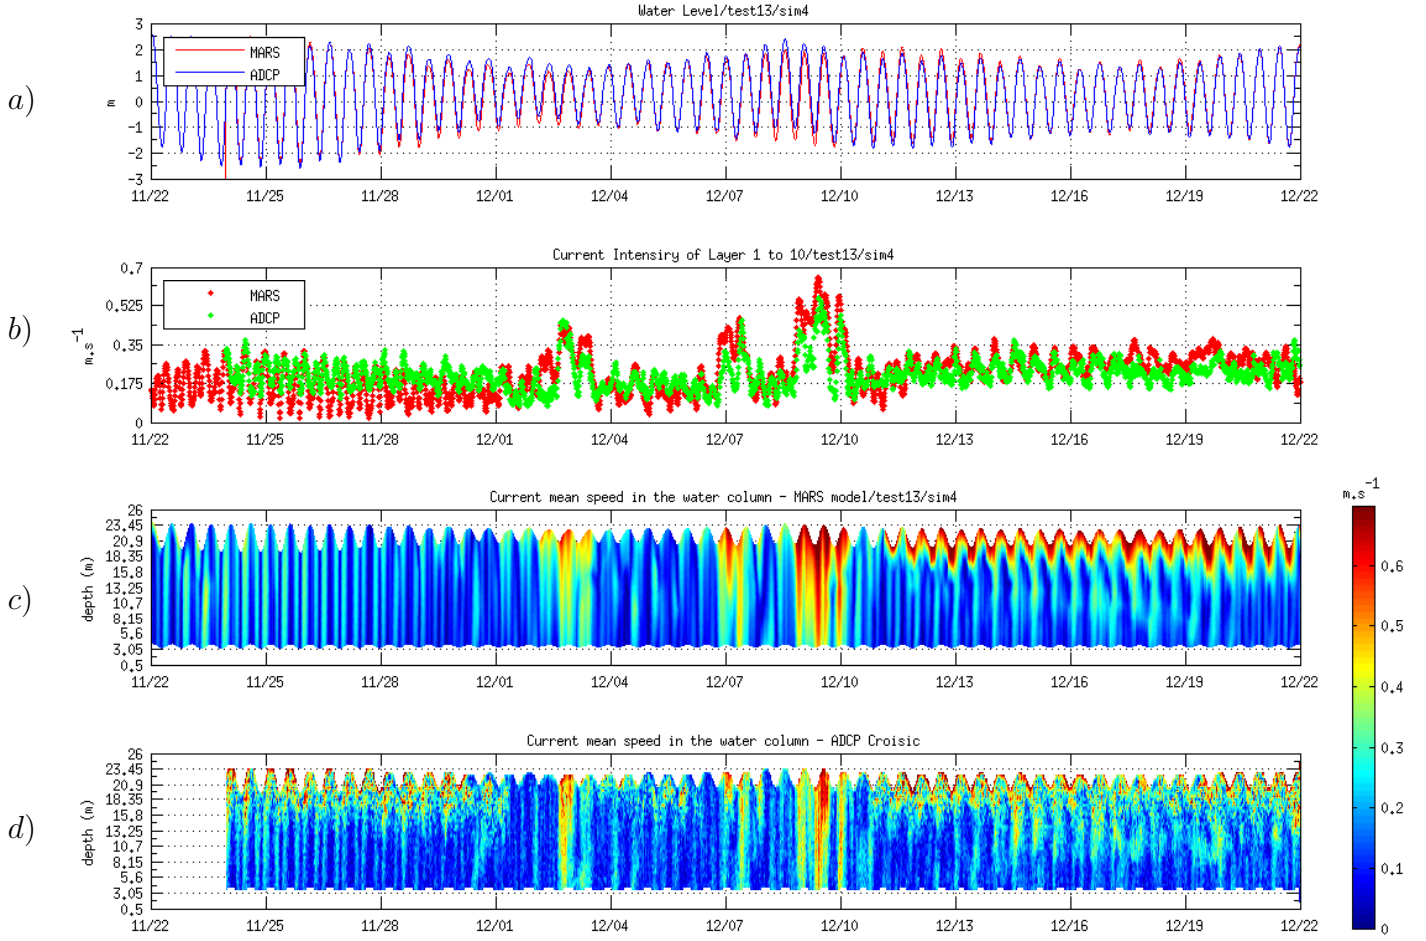 Water Level/test13/sim4
a)
m
3
2
1
0
-1
-2
-3
MARS
ADCP
11/22 11/25 11/28 12/01 12/04 12/07 12/10 12/13 12/16 12/19 12/22
Current Intensiry of Layer 1 to 10/test13/sim4
b)
m.s-1
0.7
0.525
0.35
0.175
0
MARS
ADCP
11/22 11/25 11/28 12/01 12/04 12/07 12/10 12/13 12/16 12/19 12/22
Current mean speed in the water column - MARS model/test13/sim4
c)
depth (m)
26
23.45
20.9
18.35
15.8
13.25
10.7
8.15
5.6
3.05
0.5
11/22 11/25 11/28 12/01 12/04 12/07 12/10 12/13 12/16 12/19 12/22
Current mean speed in the water column - ADCP Croisic
d)
depth (m)
26
23.45
20.9
18.35
15.8
13.25
10.7
8.15
5.6
3.05
0.5
11/22 11/25 11/28 12/01 12/04 12/07 12/10 12/13 12/16 12/19 12/22
m.s-1
0.6
0.5
0.4
0.3
0.2
0.1
0